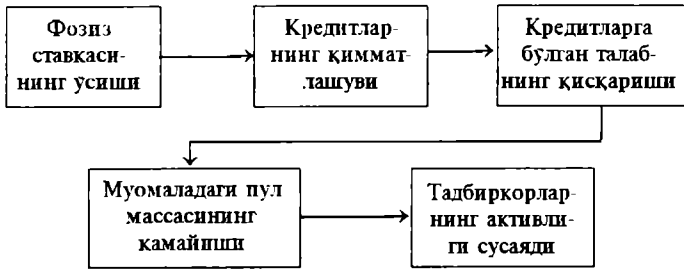 Фозиз
ставкаси-
нинг ўсиши
Кредитлар-
нинг қиммат-
лашуви
Кредитларга
бўлган талаб-
нинг қисқариши
Муомаладаги пул
массасининг
камайиши
Тадбиркорлар-
нинг активли-
ги сусаяди